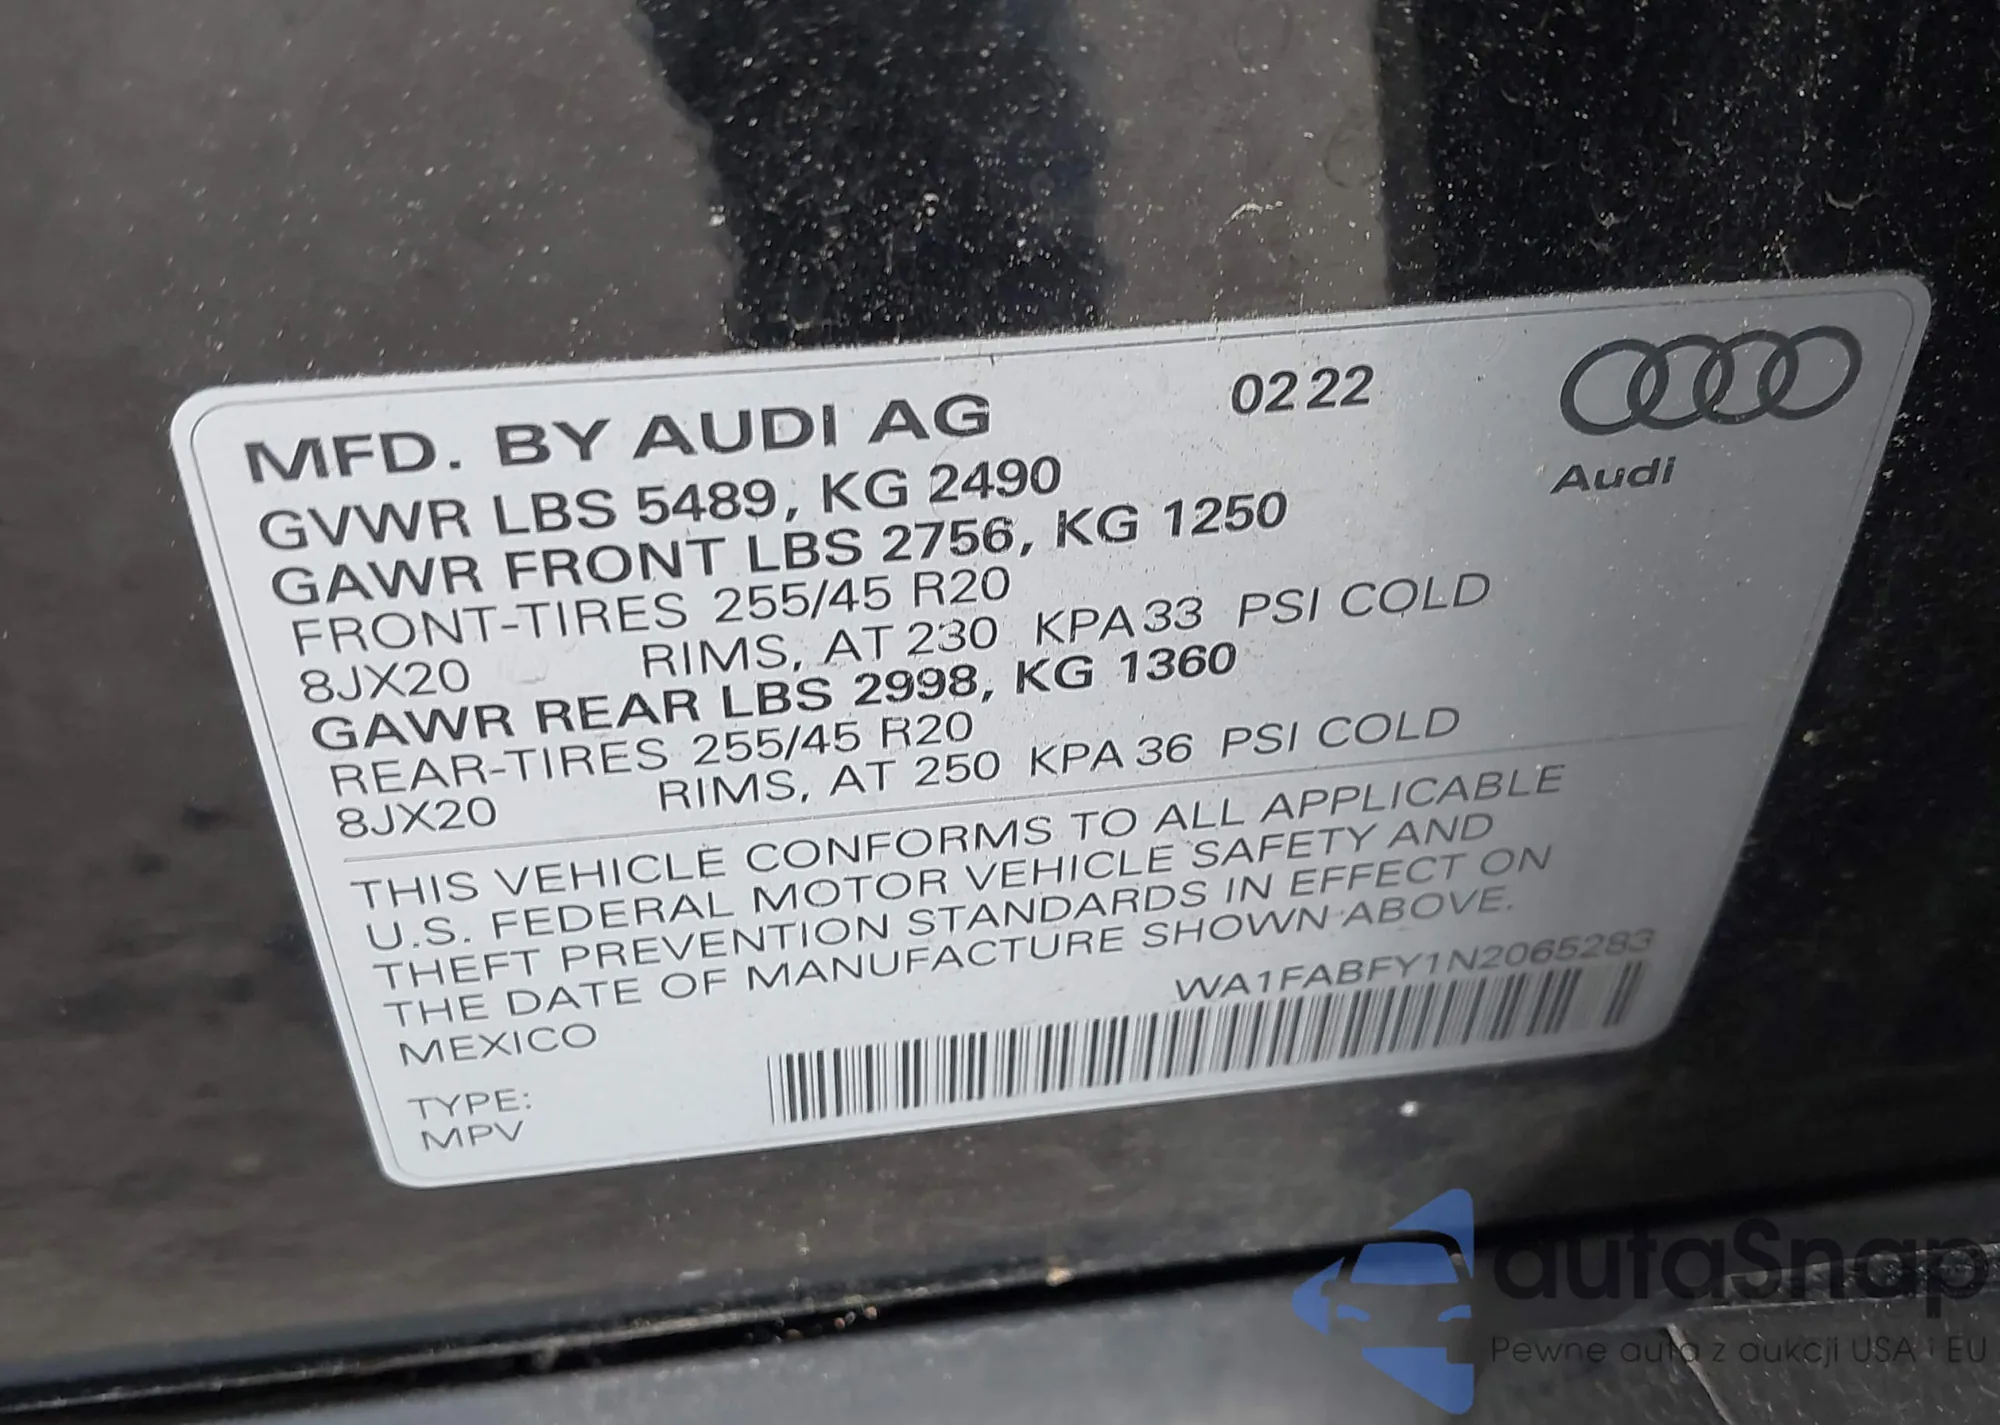 MFD. BY AUDI AG 02 22
Audi
GVWR LBS 5489, KG 2490
GAWR FRONT LBS 2756, KG 1250
FRONT-TIRES 255/45 R20
8JX20 RIMS, AT 230 KPA 33 PSI COLD
GAWR REAR LBS 2998, KG 1360
REAR-TIRES 255/45 R20
8JX20 RIMS, AT 250 KPA 36 PSI COLD
THIS VEHICLE CONFORMS TO ALL APPLICABLE
U.S. FEDERAL MOTOR VEHICLE SAFETY AND
THEFT PREVENTION STANDARDS IN EFFECT ON
THE DATE OF MANUFACTURE SHOWN ABOVE.
MEXICO
WA1FABFY1N2065283
TYPE:
MPV
autaSnap
Pewne auta z aukcji USA i EU